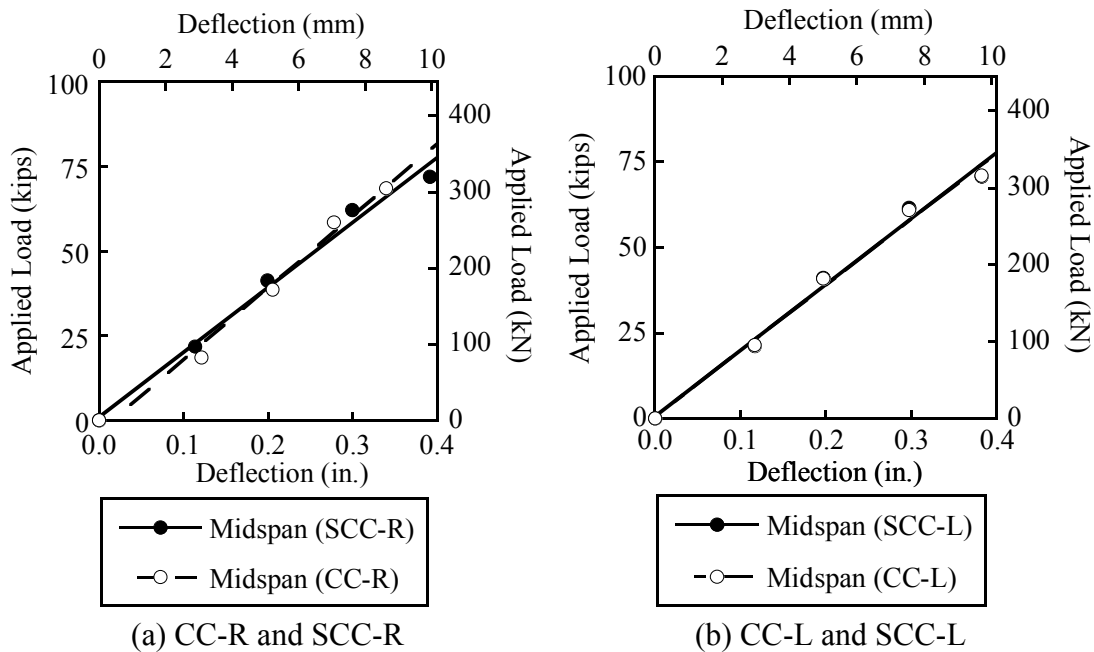 Deflection (mm)
0 2 4 6 8 10
100
75
50
25
0
Applied Load (kips)
400
300
200
100
0
Applied Load (kN)
0.0 0.1 0.2 0.3 0.4
Deflection (in.)
Midspan (SCC-R)
Midspan (CC-R)
(a) CC-R and SCC-R
Deflection (mm)
0 2 4 6 8 10
100
75
50
25
0
Applied Load (kips)
400
300
200
100
0
Applied Load (kN)
0.0 0.1 0.2 0.3 0.4
Deflection (in.)
Midspan (SCC-L)
Midspan (CC-L)
(b) CC-L and SCC-L